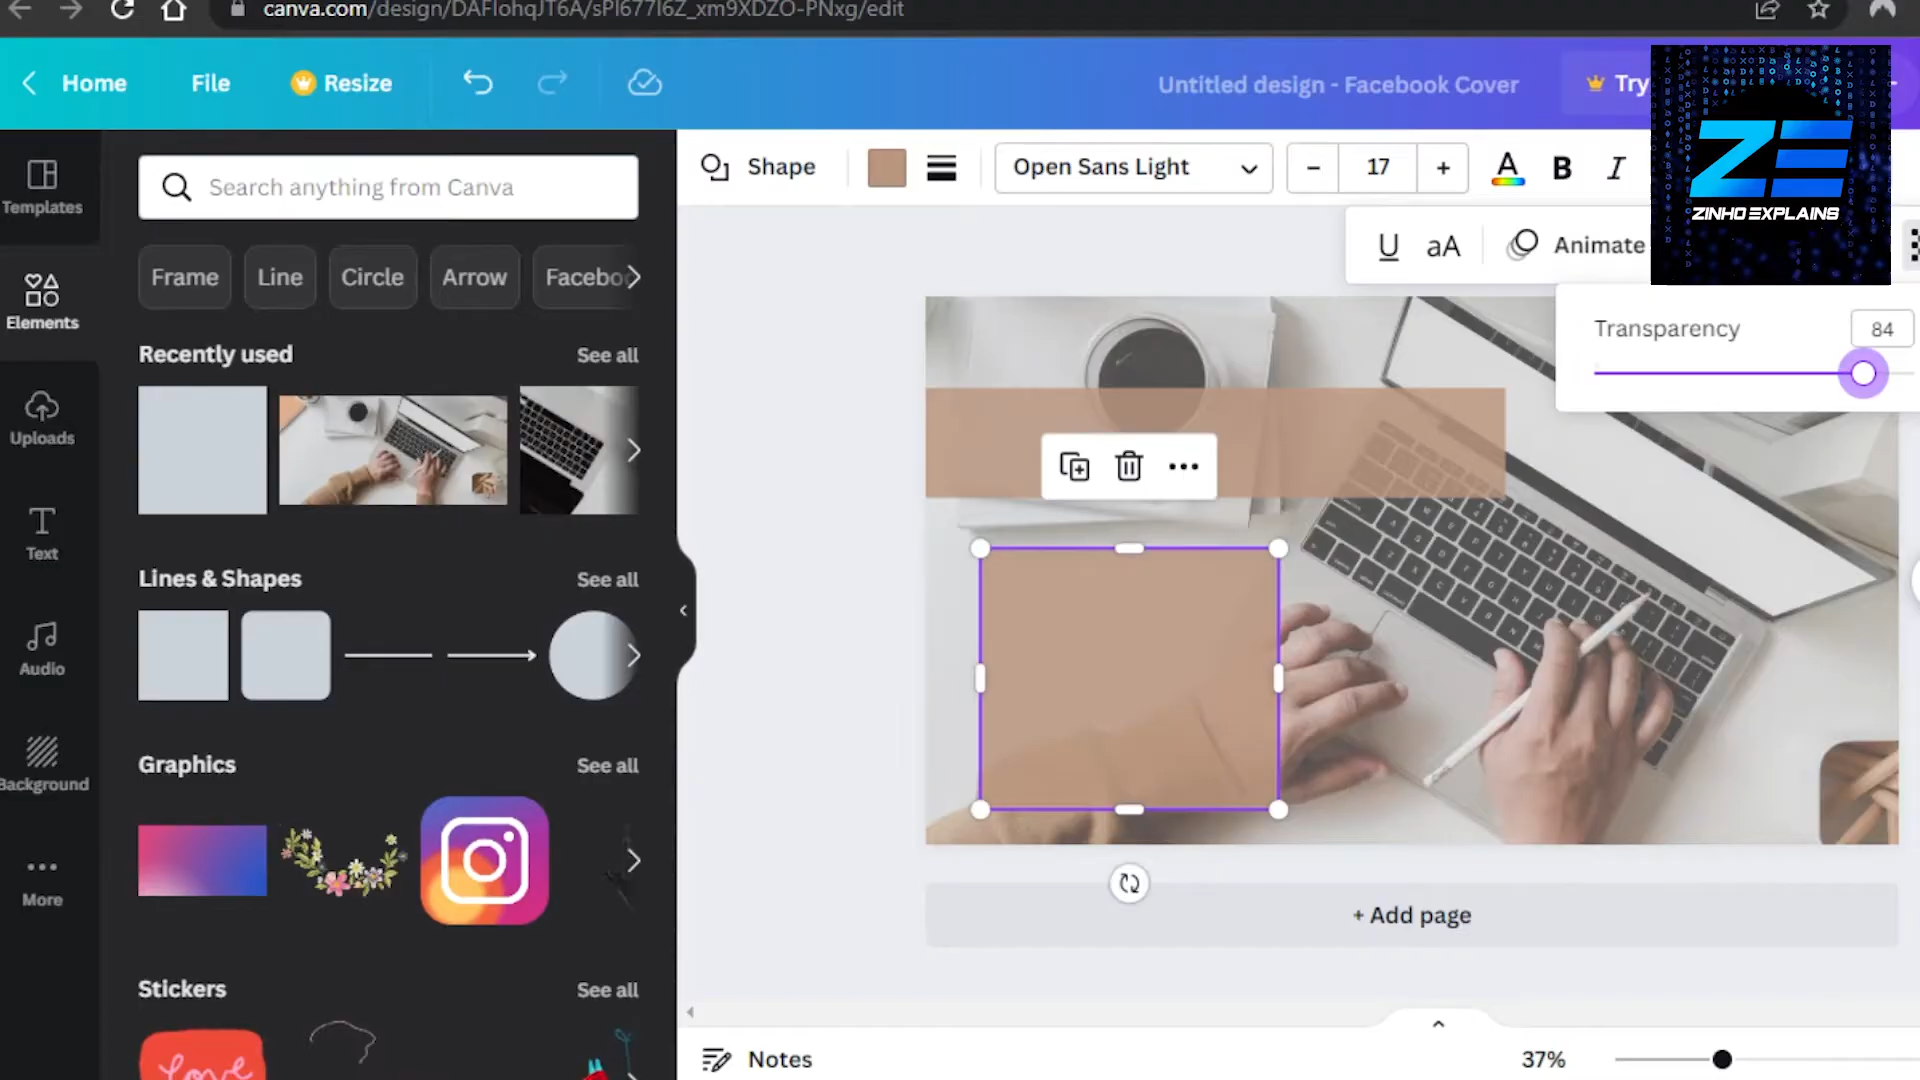 canva.com/design/DAFIohqJT6A/sPl677I6Z_xm9XDZO-PNxg/edit
Home
File
Resize
Untitled design - Facebook Cover
Try
ZE
ZINHO EXPLAINS
Templates
Elements
Uploads
Text
Audio
Background
More
Search anything from Canva
Frame
Line
Circle
Arrow
Facebo
Recently used
See all
Lines & Shapes
See all
Graphics
See all
Stickers
See all
Love
Shape
Open Sans Light
17
A
B
I
U
aA
Animate
Transparency
84
+ Add page
Notes
37%